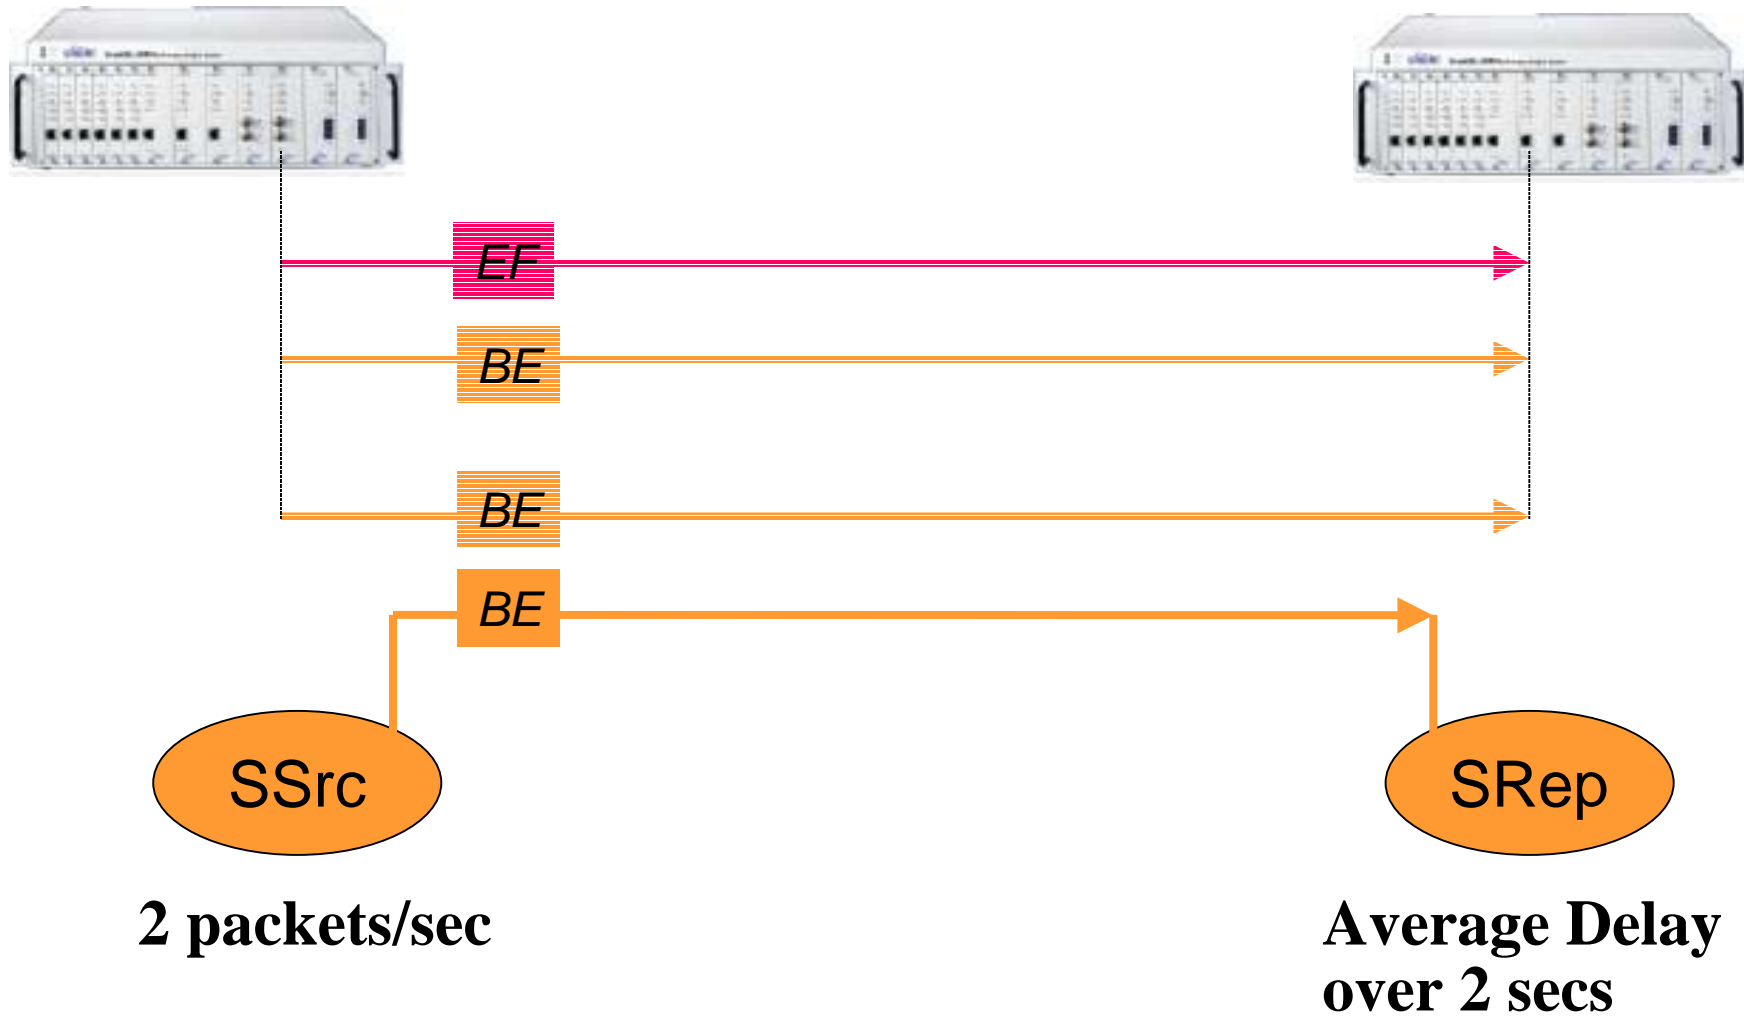 EF
BE
BE
BE
SSrc
SRep
2 packets/sec
Average Delay
over 2 secs